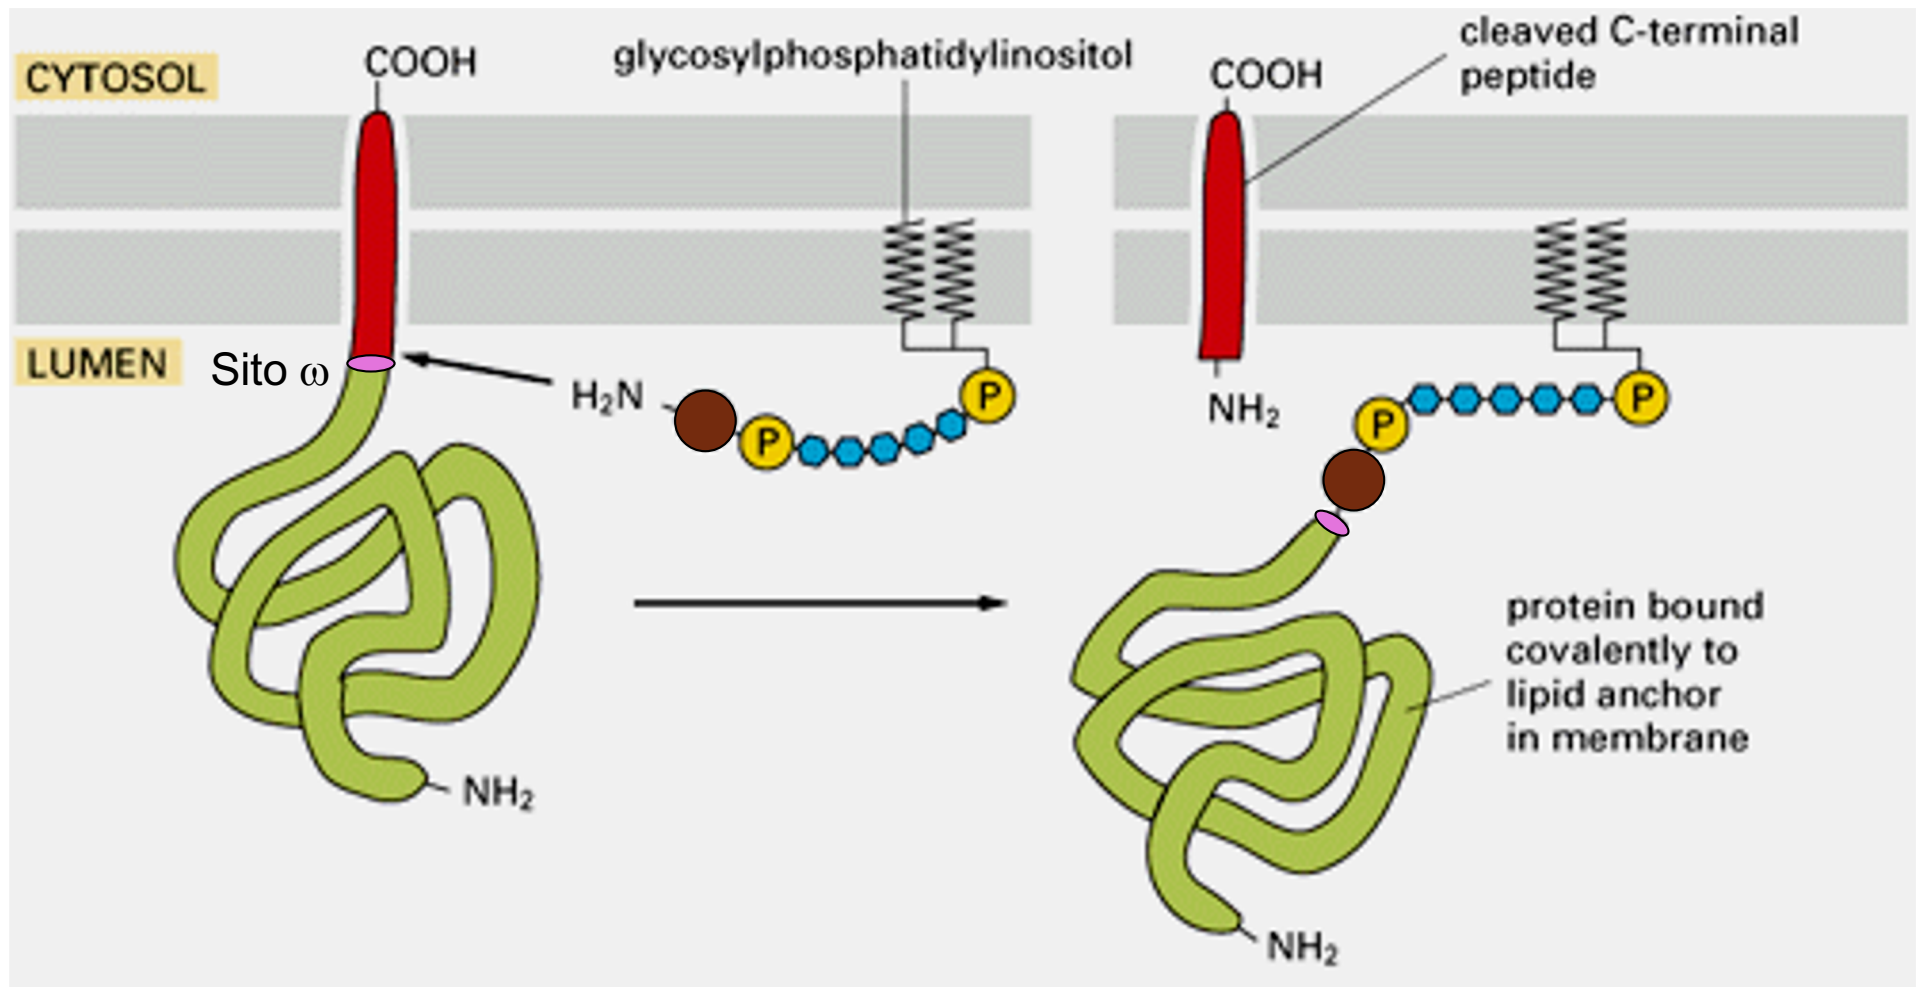 CYTOSOL
COOH
glycosylphosphatidylinositol
COOH
cleaved C-terminal
peptide
LUMEN
Sito ω
H₂N
P
P
NH₂
P
P
NH₂
protein bound
covalently to
lipid anchor
in membrane
NH₂